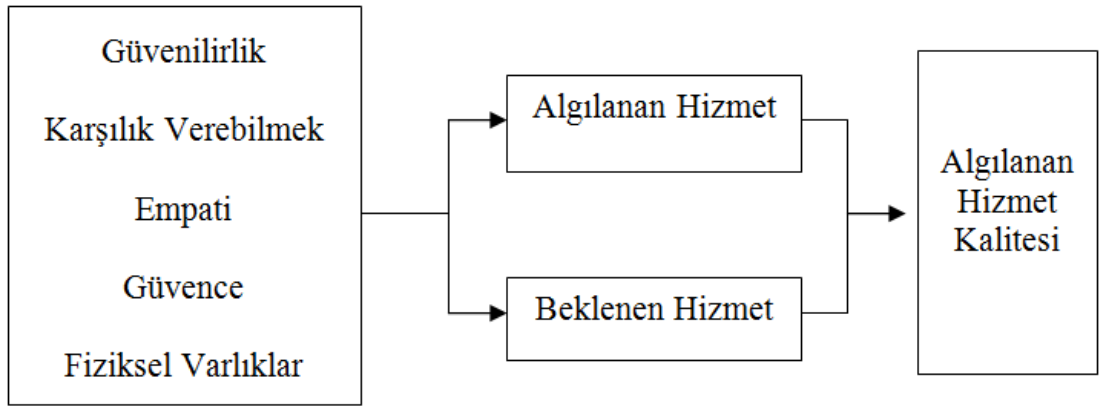 Güvenilirlik
Karşılık Verebilmek
Empati
Güvence
Fiziksel Varlıklar
Algılanan Hizmet
Beklenen Hizmet
Algılanan
Hizmet
Kalitesi